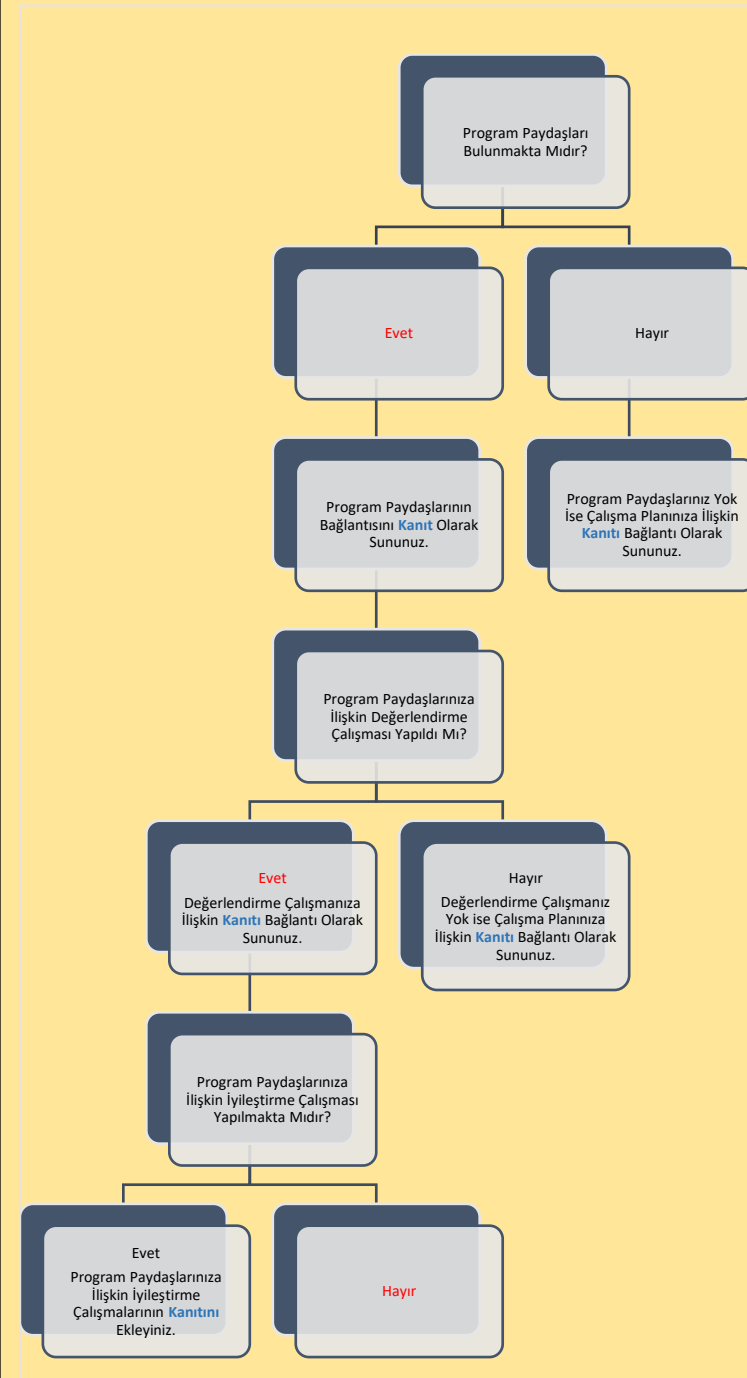 Program Paydaşları
Bulunmakta Mıdır?
Evet
Hayır
Program Paydaşlarının
Bağlantısını Kanıt Olarak
Sununuz.
Program Paydaşlarınız Yok
İse Çalışma Planınıza İlişkin
Kanıtı Bağlantı Olarak
Sununuz.
Program Paydaşlarınıza
İlişkin Değerlendirme
Çalışması Yapıldı Mı?
Evet
Değerlendirme Çalışmanıza
İlişkin Kanıtı Bağlantı Olarak
Sununuz.
Hayır
Değerlendirme Çalışmanız
Yok ise Çalışma Planınıza
İlişkin Kanıtı Bağlantı Olarak
Sununuz.
Program Paydaşlarınıza
İlişkin İyileştirme Çalışması
Yapılmakta Mıdır?
Evet
Program Paydaşlarınıza
İlişkin İyileştirme
Çalışmalarının Kanıtını
Ekleyiniz.
Hayır